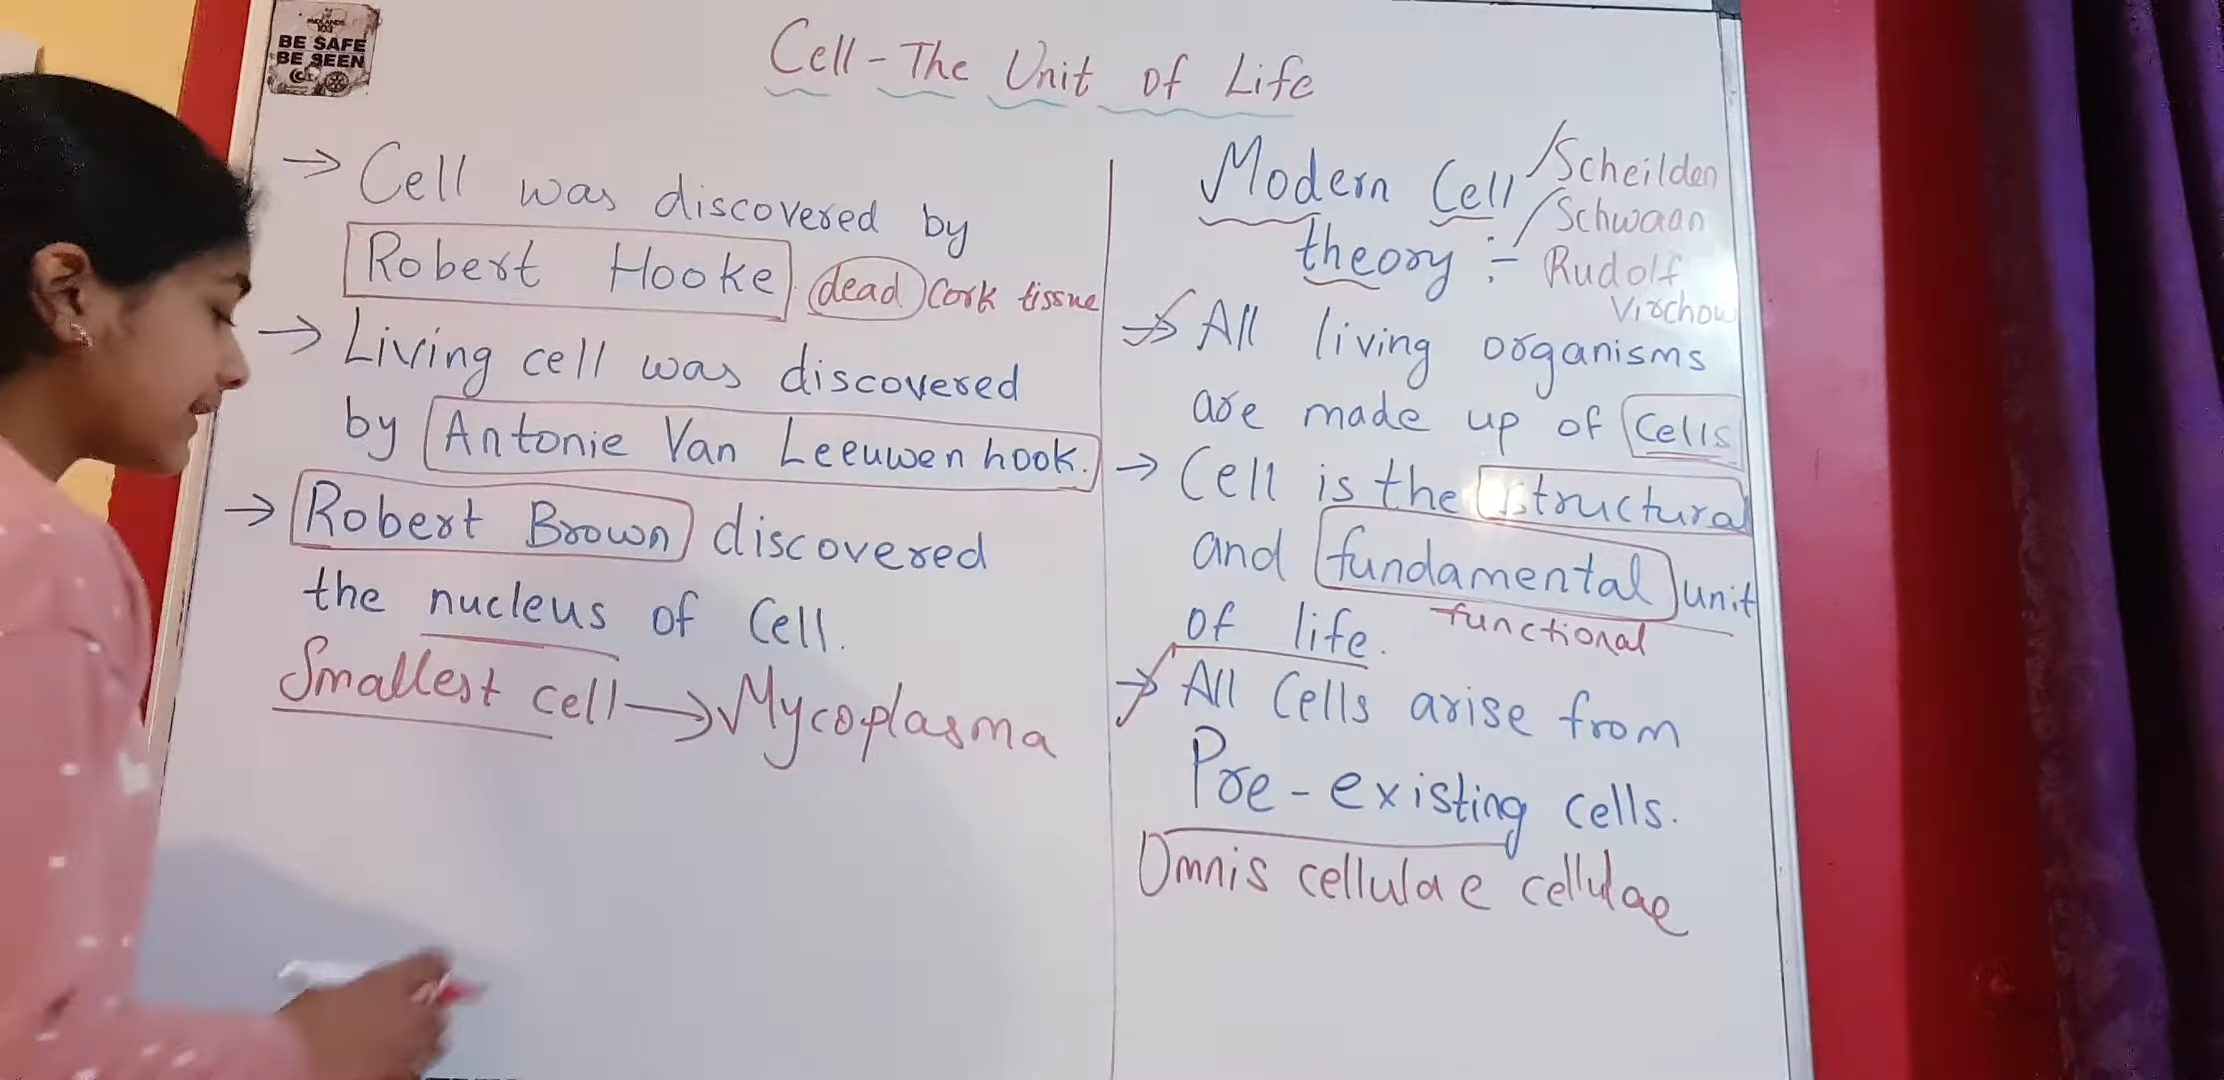 MIDLANDS
103
BE SAFE
BE SEEN
Cell - The Unit of Life
→ Cell was discovered by
Robert Hooke dead Cork tissue
→ Living cell was discovered
by Antonie Van Leeuwen hook.
→ Robert Brown discovered
the nucleus of Cell.
Smallest cell → Mycoplasma
Modern Cell
theory :-
Scheilden
Schwaan
Rudolf
Virchow
→ All living organisms
are made up of Cells
→ Cell is the structural
and fundamental unit
functional
of life.
→ All Cells arise from
Pre-existing cells.
Omnis cellulae cellulae